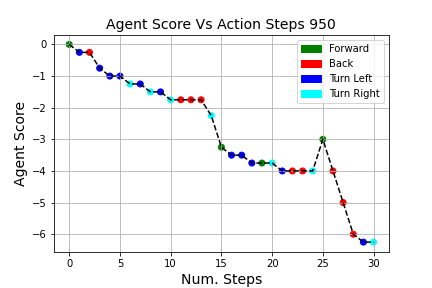 Agent Score Vs Action Steps 950
Forward
Back
Turn Left
Turn Right
0
−1
−2
−3
−4
−5
−6
Agent Score
0 5 10 15 20 25 30
Num. Steps